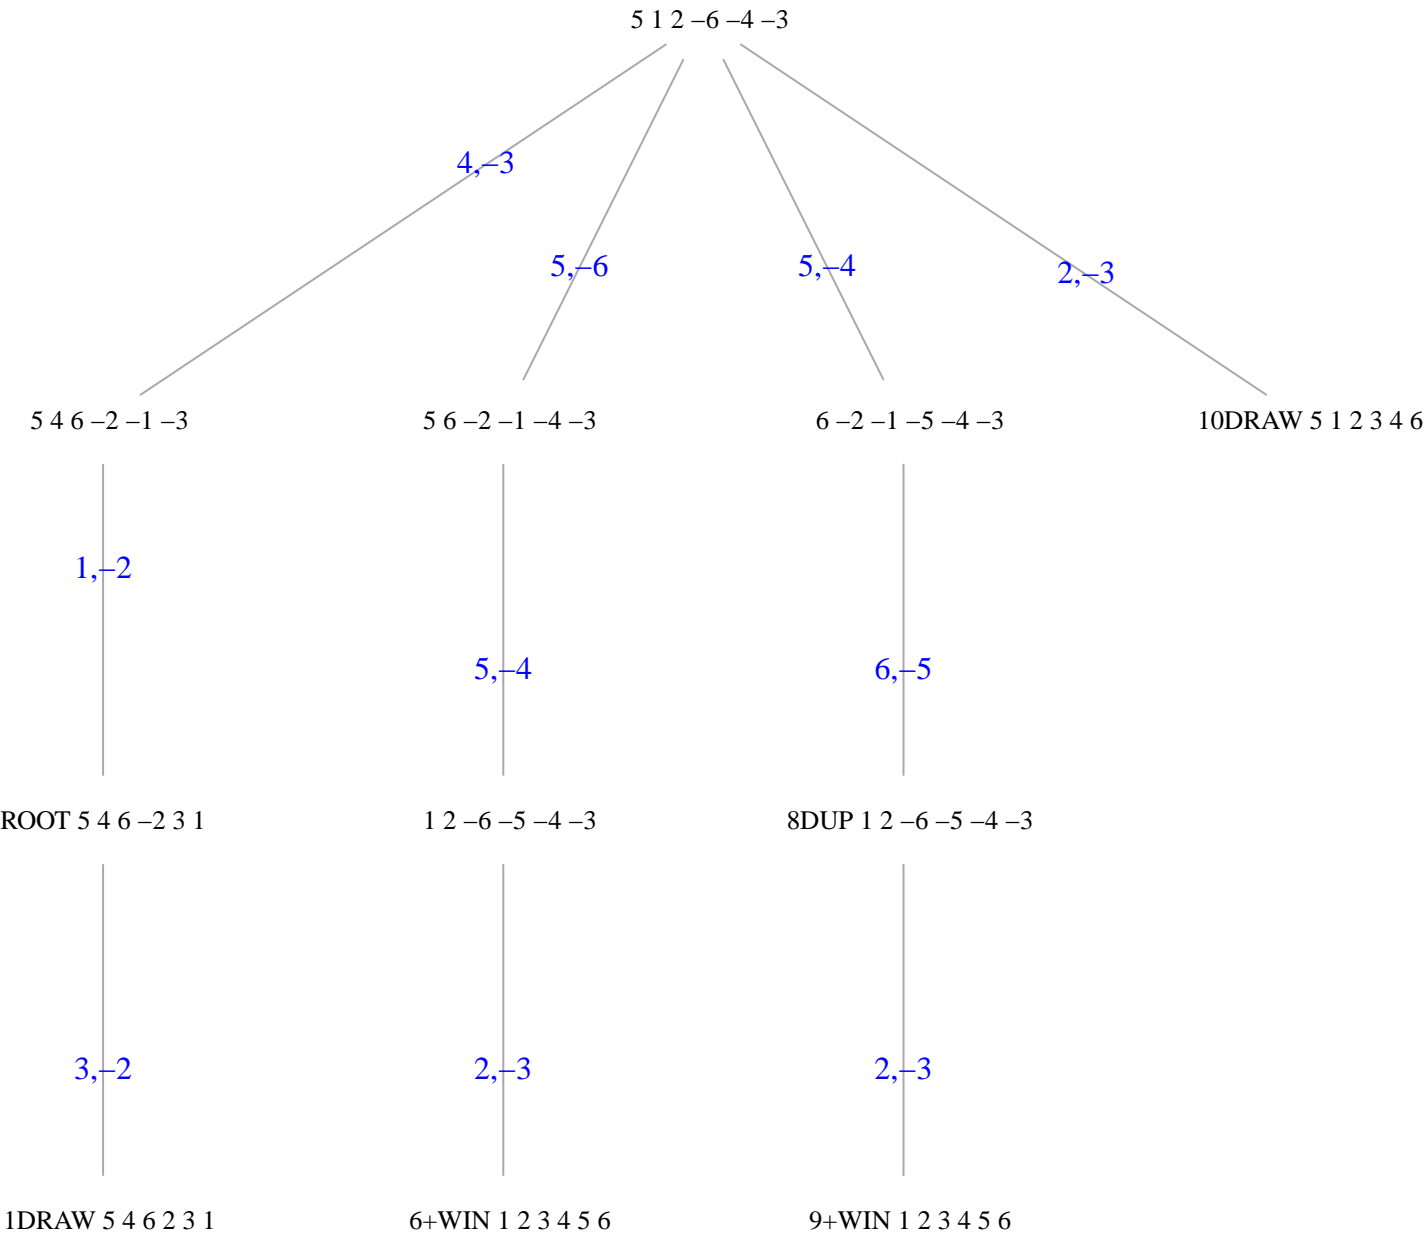 5 1 2 –6 –4 –3
4,–3
5,–6
5,–4
2,–3
5 4 6 –2 –1 –3
5 6 –2 –1 –4 –3
6 –2 –1 –5 –4 –3
10DRAW 5 1 2 3 4 6
1,–2
5,–4
6,–5
ROOT 5 4 6 –2 3 1
1 2 –6 –5 –4 –3
8DUP 1 2 –6 –5 –4 –3
3,–2
2,–3
2,–3
1DRAW 5 4 6 2 3 1
6+WIN 1 2 3 4 5 6
9+WIN 1 2 3 4 5 6